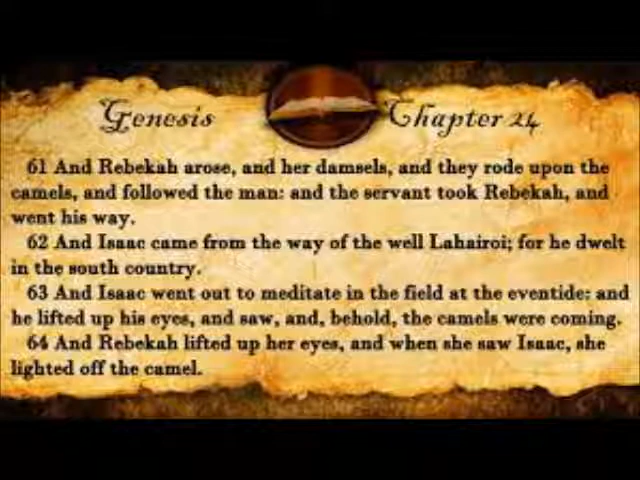 Genesis Chapter 24
61 And Rebekah arose, and her damsels, and they rode upon the
camels, and followed the man: and the servant took Rebekah, and
went his way.
62 And Isaac came from the way of the well Lahairoi; for he dwelt
in the south country.
63 And Isaac went out to meditate in the field at the eventide: and
he lifted up his eyes, and saw, and, behold, the camels were coming.
64 And Rebekah lifted up her eyes, and when she saw Isaac, she
lighted off the camel.